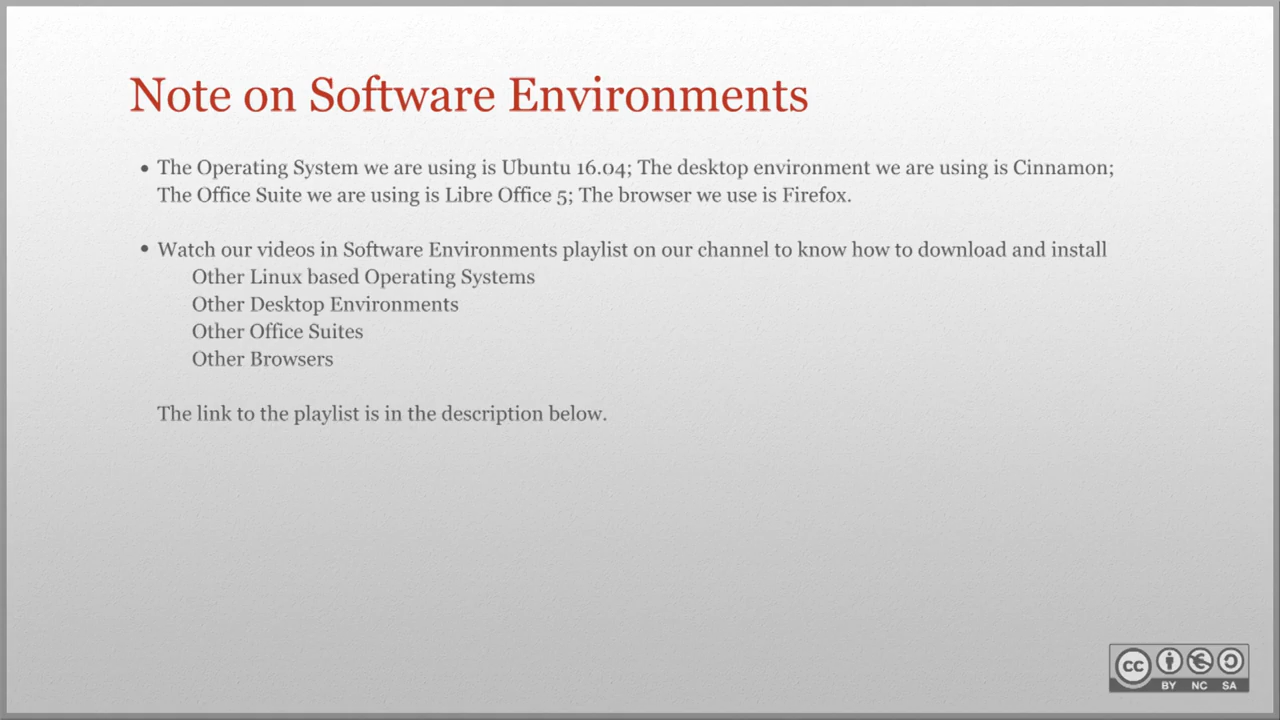 Note on Software Environments
• The Operating System we are using is Ubuntu 16.04; The desktop environment we are using is Cinnamon;
The Office Suite we are using is Libre Office 5; The browser we use is Firefox.
• Watch our videos in Software Environments playlist on our channel to know how to download and install
Other Linux based Operating Systems
Other Desktop Environments
Other Office Suites
Other Browsers
The link to the playlist is in the description below.
cc
BY NC SA